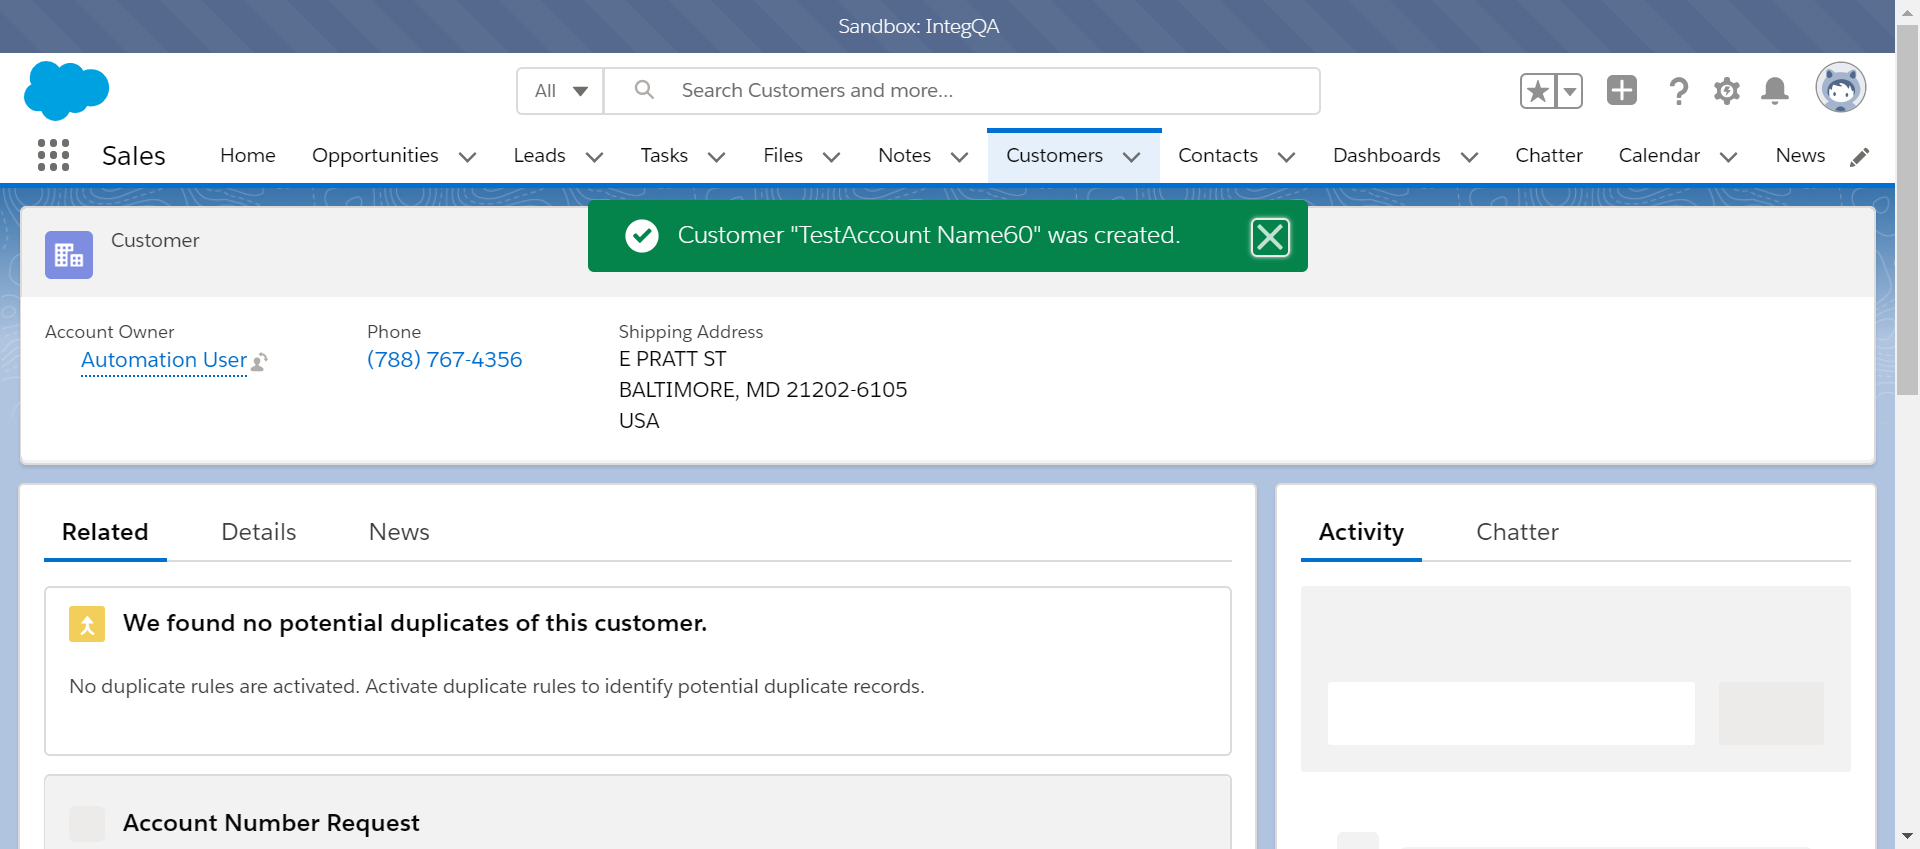 Sandbox: IntegQA
All
Search Customers and more...
Sales
Home
Opportunities
Leads
Tasks
Files
Notes
Customers
Contacts
Dashboards
Chatter
Calendar
News
Customer
Customer "TestAccount Name60" was created.
Account Owner
Automation User
Phone
(788) 767-4356
Shipping Address
E PRATT ST
BALTIMORE, MD 21202-6105
USA
Related
Details
News
We found no potential duplicates of this customer.
No duplicate rules are activated. Activate duplicate rules to identify potential duplicate records.
Account Number Request
Activity
Chatter